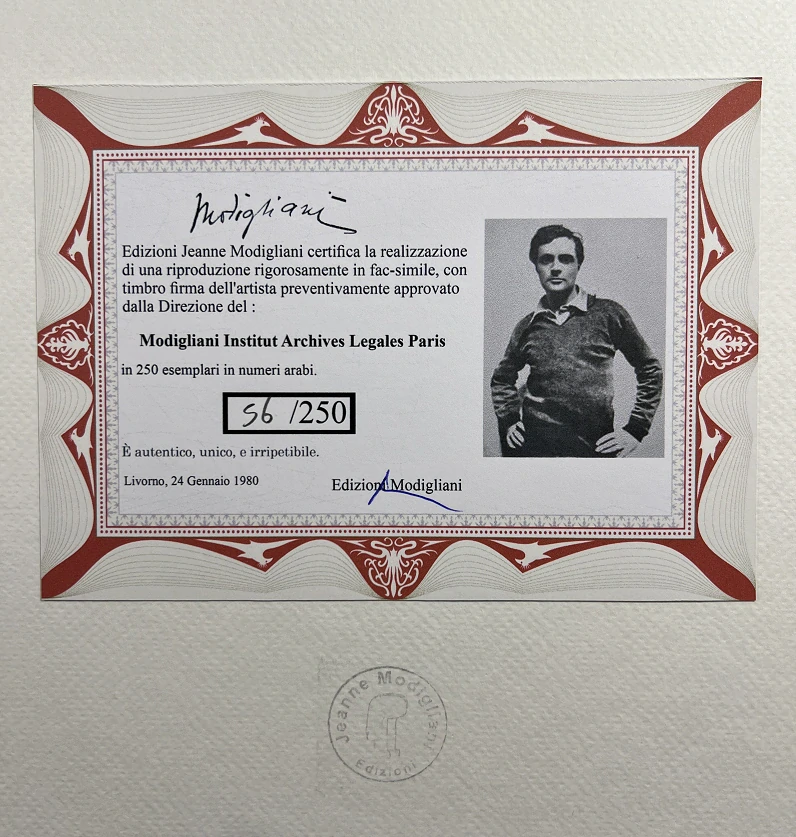 Modigliani
Edizioni Jeanne Modigliani certifica la realizzazione
di una riproduzione rigorosamente in fac-simile, con
timbro firma dell'artista preventivamente approvato
dalla Direzione del :
Modigliani Institut Archives Legales Paris
in 250 esemplari in numeri arabi.
56 /250
È autentico, unico, e irripetibile.
Livorno, 24 Gennaio 1980
Edizioni Modigliani
Jeanne Modigliani
Edizioni